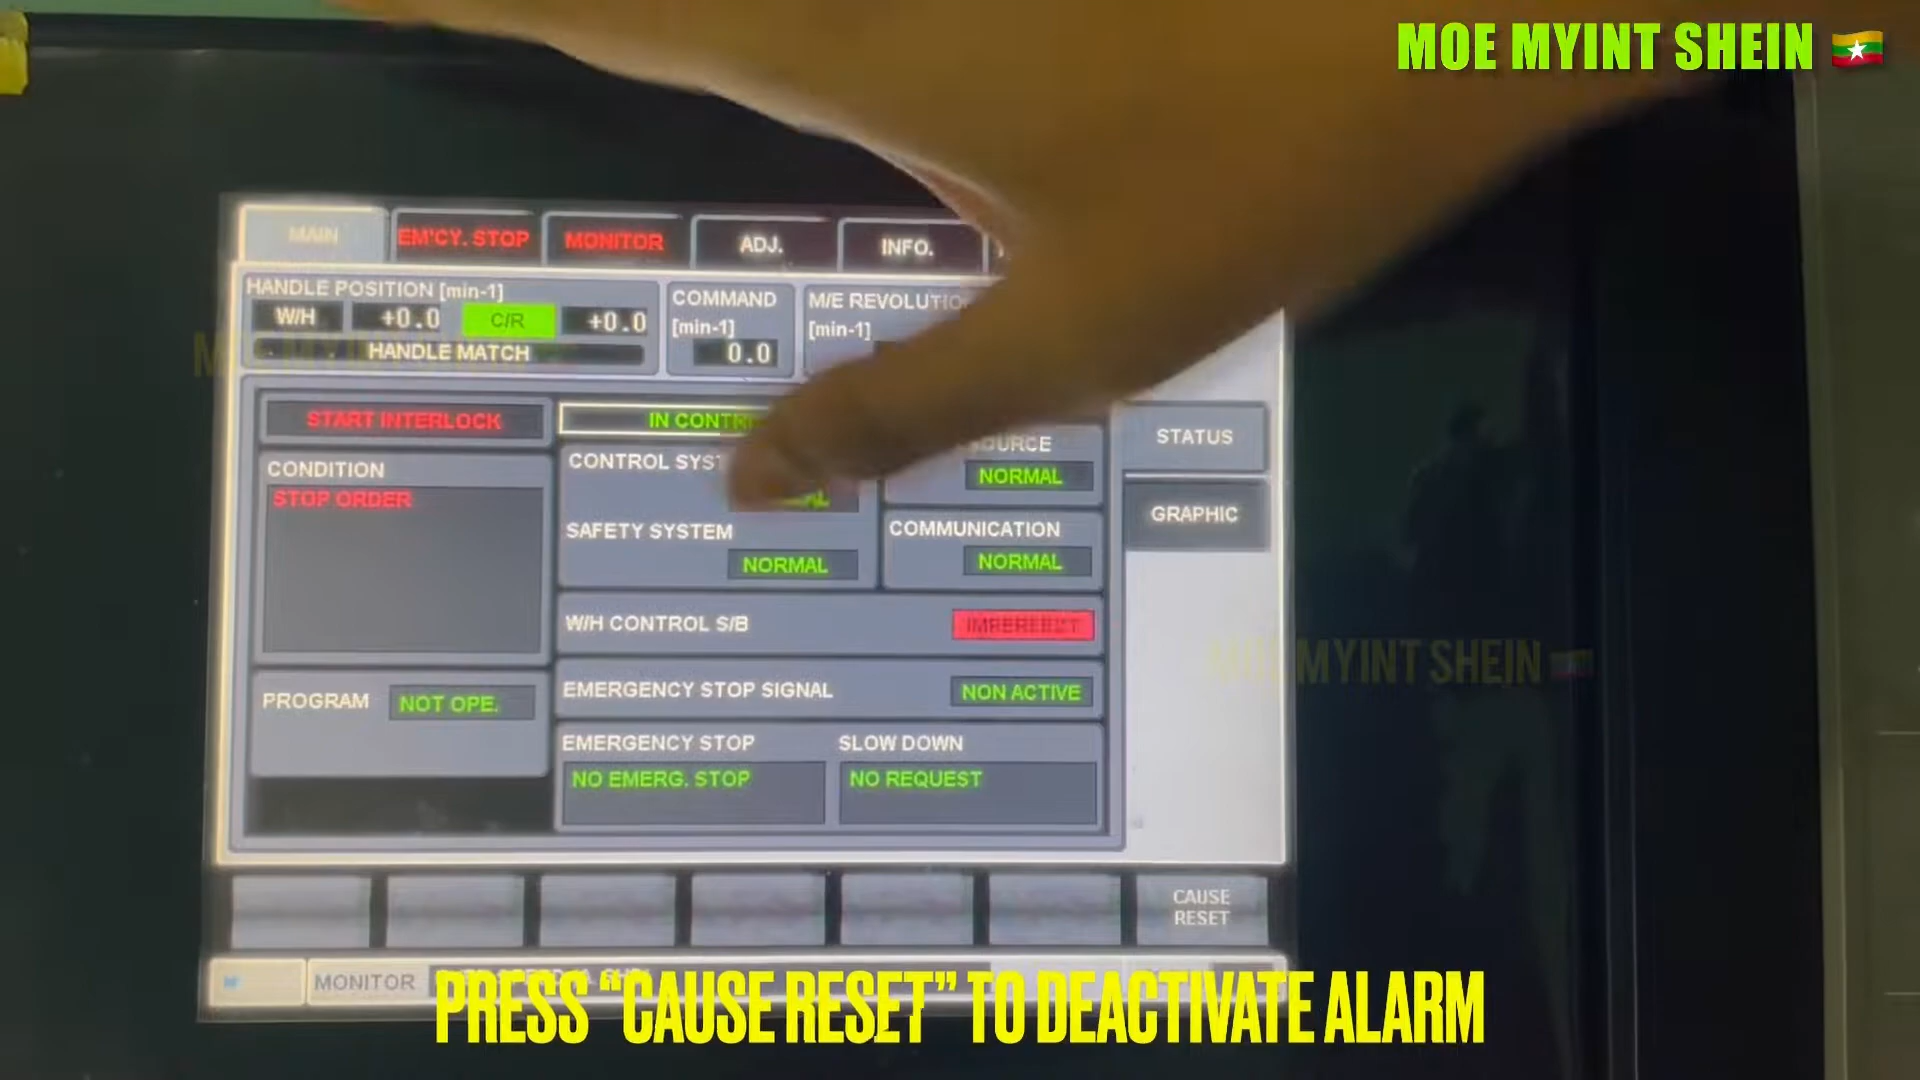 MOE MYINT SHEIN
MAIN
EM'CY. STOP
MONITOR
ADJ.
INFO.
HANDLE POSITION [min-1]
W/H +0.0 C/R +0.0
HANDLE MATCH
COMMAND
[min-1]
0.0
M/E
[min-1]
START INTERLOCK
CONDITION
STOP ORDER
PROGRAM NOT OPE.
IN
CONTROL
SAFETY SYSTEM
NORMAL
NORMAL
COMMUNICATION
NORMAL
W/H CONTROL S/B
EMERGENCY STOP SIGNAL NON ACTIVE
EMERGENCY STOP
NO EMERG. STOP
SLOW DOWN
NO REQUEST
STATUS
GRAPHIC
MOE MYINT SHEIN
CAUSE
RESET
MONITOR
PRESS “CAUSE RESET” TO DEACTIVATE ALARM